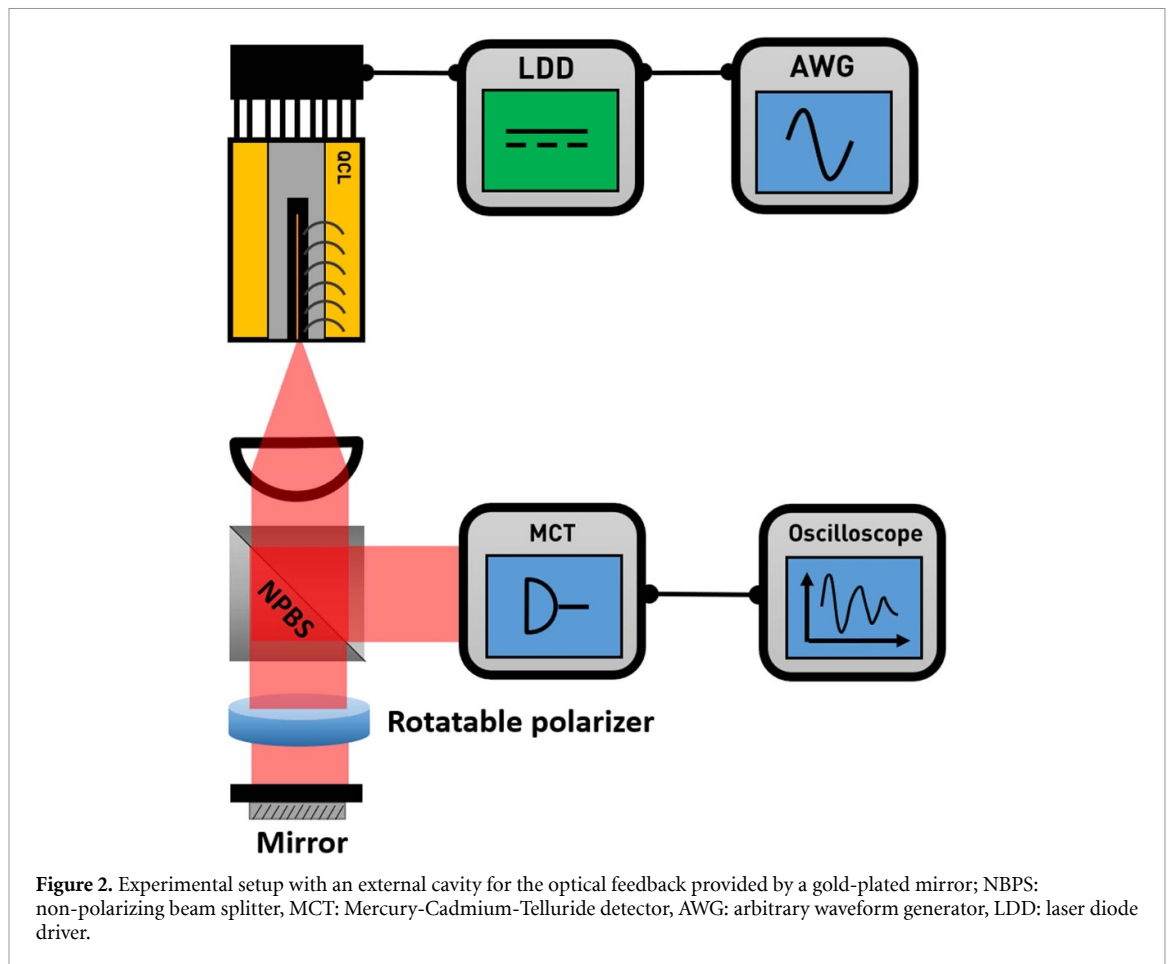 LDD
AWG
QCL
MCT
Oscilloscope
NPBS
Rotatable polarizer
Mirror
Figure 2. Experimental setup with an external cavity for the optical feedback provided by a gold-plated mirror; NBPS:
non-polarizing beam splitter, MCT: Mercury-Cadmium-Telluride detector, AWG: arbitrary waveform generator, LDD: laser diode
driver.